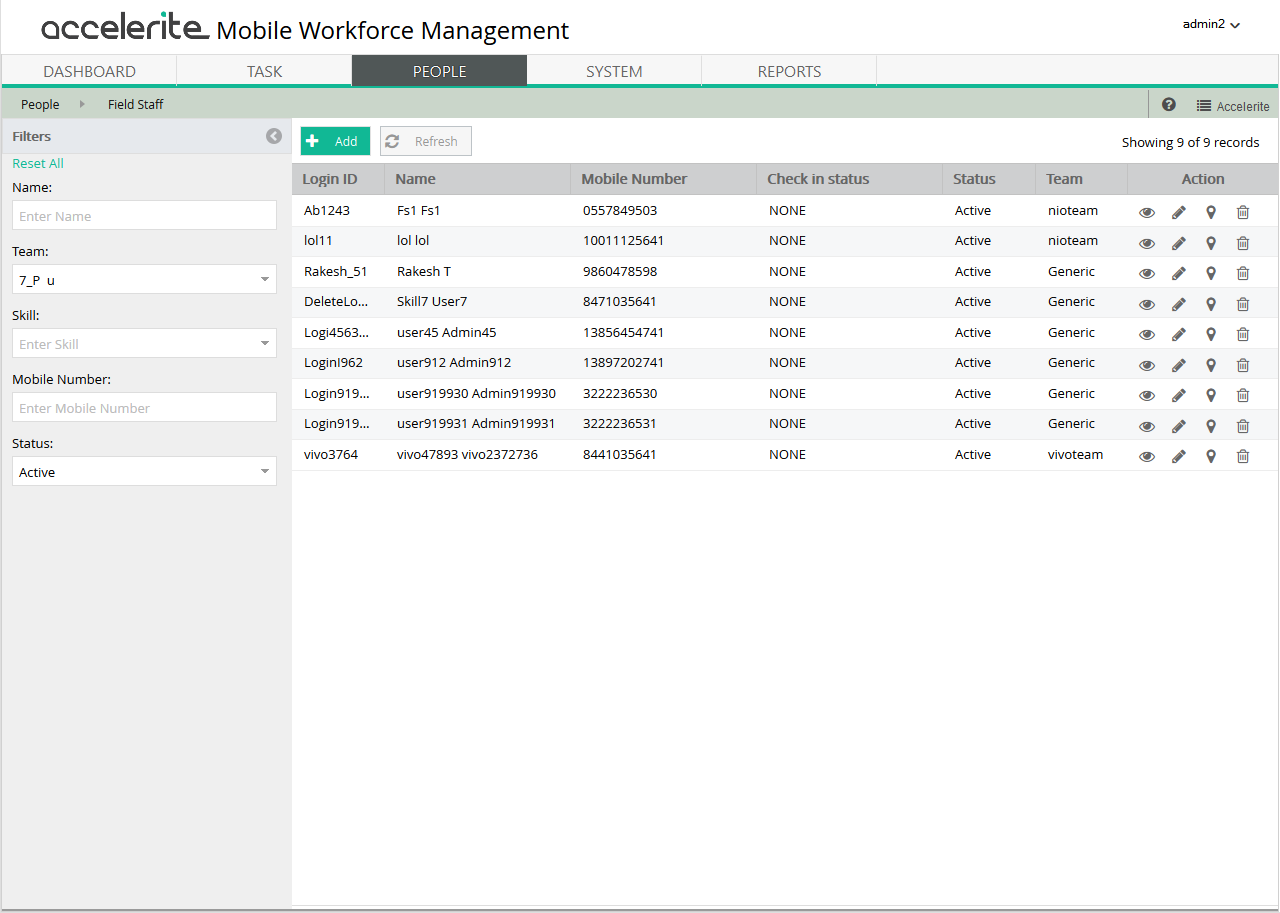 accelerite Mobile Workforce Management
admin2
DASHBOARD TASK PEOPLE SYSTEM REPORTS
People Field Staff
? Accelerite
Filters
Reset All
Name:
Enter Name
Team:
7_P u
Skill:
Enter Skill
Mobile Number:
Enter Mobile Number
Status:
Active
Add Refresh
Showing 9 of 9 records
Login ID Name Mobile Number Check in status Status Team Action
Ab1243 Fs1 Fs1 0557849503 NONE Active nioteam
lol11 lol lol 10011125641 NONE Active nioteam
Rakesh_51 Rakesh T 9860478598 NONE Active Generic
DeleteLo... Skill7 User7 8471035641 NONE Active Generic
Logi4563... user45 Admin45 13856454741 NONE Active Generic
LoginI962 user912 Admin912 13897202741 NONE Active Generic
Login919... user919930 Admin919930 3222236530 NONE Active Generic
Login919... user919931 Admin919931 3222236531 NONE Active Generic
vivo3764 vivo47893 vivo2372736 8441035641 NONE Active vivoteam